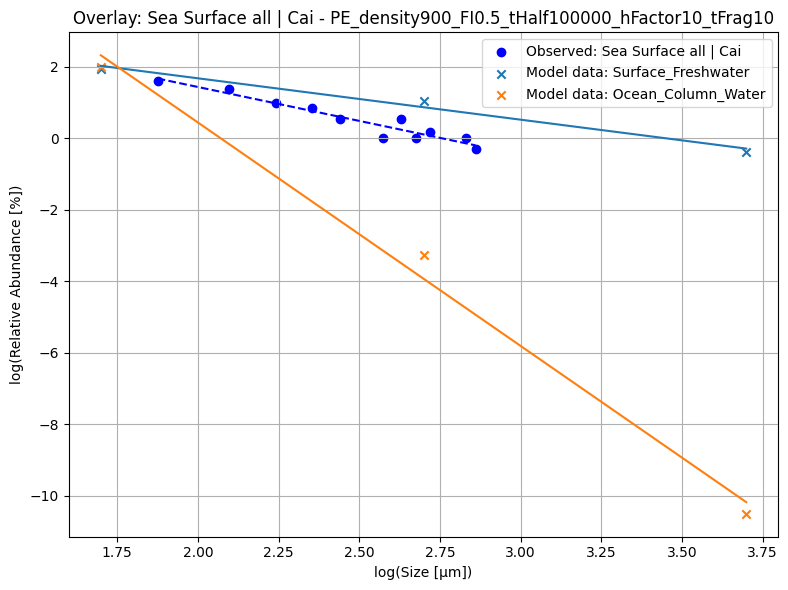 Overlay: Sea Surface all | Cai - PE_density900_FI0.5_tHalf100000_hFactor10_tFrag10
Observed: Sea Surface all | Cai
Model data: Surface_Freshwater
Model data: Ocean_Column_Water
log(Relative Abundance [%])
2
0
−2
−4
−6
−8
−10
1.75 2.00 2.25 2.50 2.75 3.00 3.25 3.50 3.75
log(Size [µm])